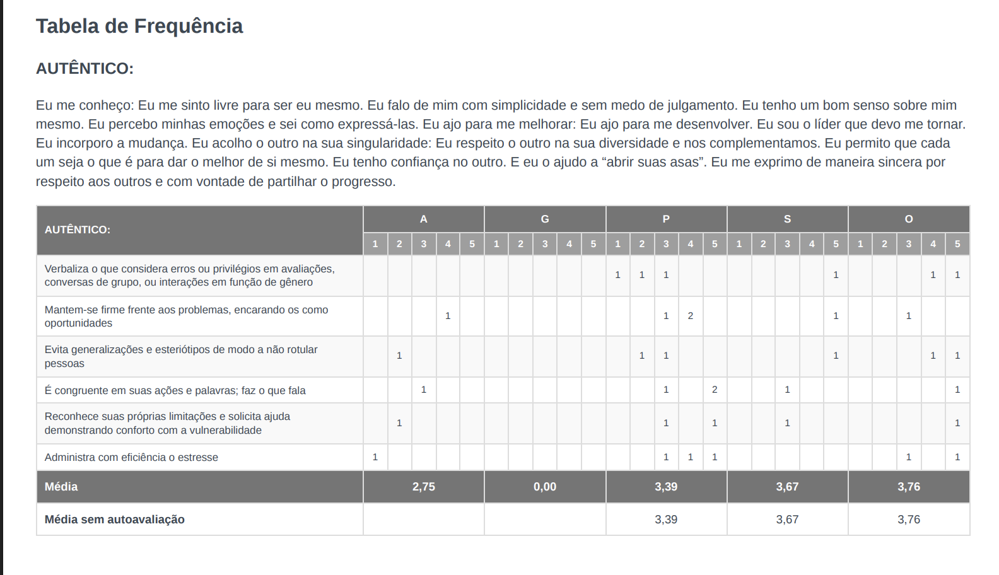 Tabela de Frequência
AUTÊNTICO:
Eu me conheço: Eu me sinto livre para ser eu mesmo. Eu falo de mim com simplicidade e sem medo de julgamento. Eu tenho um bom senso sobre mim
mesmo. Eu percebo minhas emoções e sei como expressá-las. Eu ajo para me melhorar: Eu ajo para me desenvolver. Eu sou o líder que devo me tornar.
Eu incorporo a mudança. Eu acolho o outro na sua singularidade: Eu respeito o outro na sua diversidade e nos complementamos. Eu permito que cada
um seja o que é para dar o melhor de si mesmo. Eu tenho confiança no outro. E eu o ajudo a “abrir suas asas”. Eu me exprimo de maneira sincera por
respeito aos outros e com vontade de partilhar o progresso.
AUTÊNTICO: A G P S O
1 2 3 4 5 1 2 3 4 5 1 2 3 4 5 1 2 3 4 5 1 2 3 4 5
Verbaliza o que considera erros ou privilégios em avaliações,
conversas de grupo, ou interações em função de gênero
1 1 1 1 1 1
Mantem-se firme frente aos problemas, encarando os como
oportunidades
1 1 2 1 1
Evita generalizações e esteriótipos de modo a não rotular
pessoas
1 1 1 1 1 1
É congruente em suas ações e palavras; faz o que fala 1 1 2 1 1
Reconhece suas próprias limitações e solicita ajuda
demonstrando conforto com a vulnerabilidade
1 1 1 1 1
Administra com eficiência o estresse 1 1 1 1 1 1
Média 2,75 0,00 3,39 3,67 3,76
Média sem autoavaliação 3,39 3,67 3,76